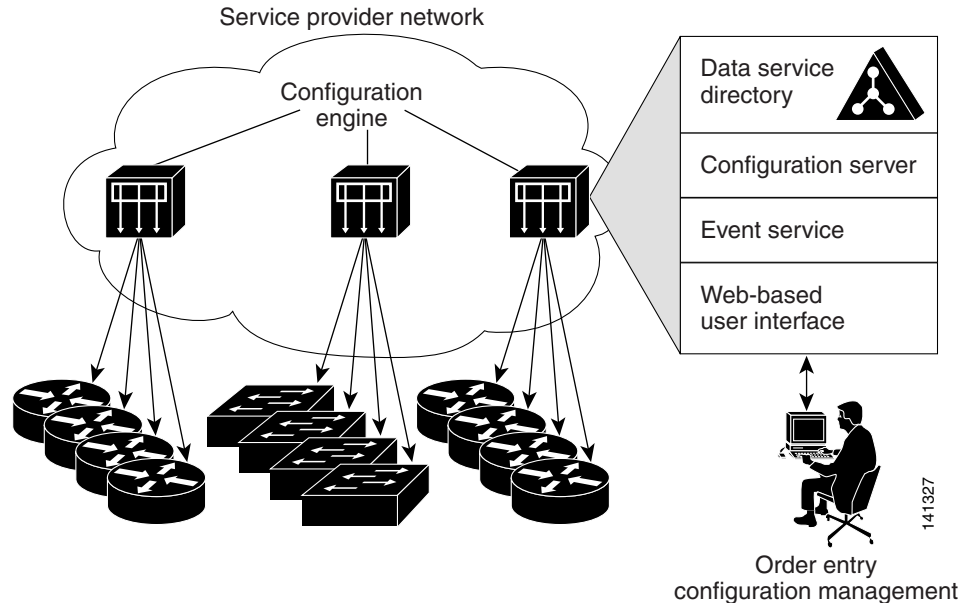 Service provider network
Configuration
engine
Data service
directory
Configuration server
Event service
Web-based
user interface
141327
Order entry
configuration management